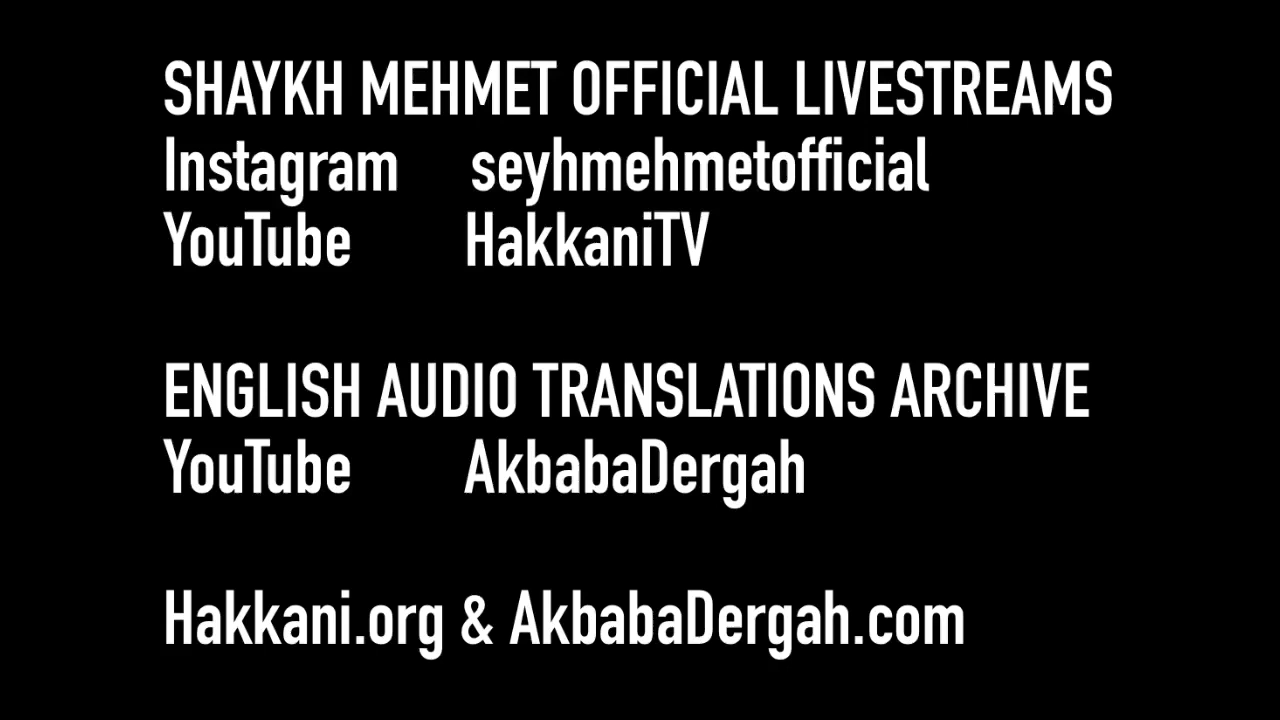 SHAYKH MEHMET OFFICIAL LIVESTREAMS
Instagram seyhmehmetofficial
YouTube HakkaniTV
ENGLISH AUDIO TRANSLATIONS ARCHIVE
YouTube AkbabaDergah
Hakkani.org & AkbabaDergah.com